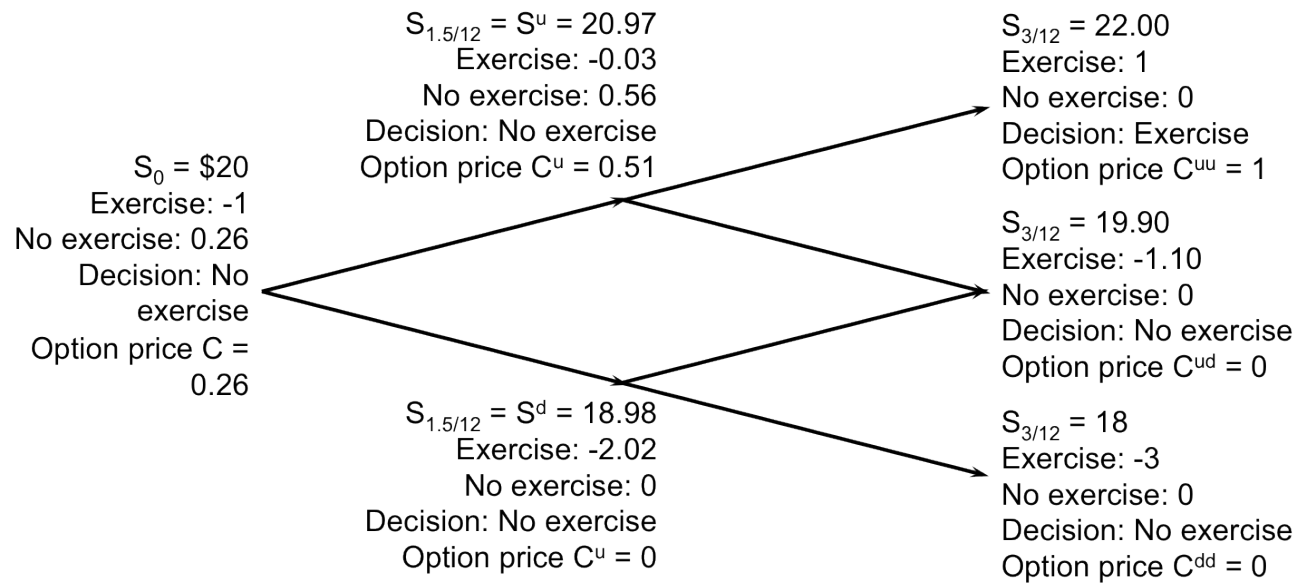 S₀ = $20
Exercise: -1
No exercise: 0.26
Decision: No
exercise
Option price C =
0.26
S₁.₅/₁₂ = Sᵘ = 20.97
Exercise: -0.03
No exercise: 0.56
Decision: No exercise
Option price Cᵘ = 0.51
S₁.₅/₁₂ = Sᵈ = 18.98
Exercise: -2.02
No exercise: 0
Decision: No exercise
Option price Cᵘ = 0
S₃/₁₂ = 22.00
Exercise: 1
No exercise: 0
Decision: Exercise
Option price Cᵘᵘ = 1
S₃/₁₂ = 19.90
Exercise: -1.10
No exercise: 0
Decision: No exercise
Option price Cᵘᵈ = 0
S₃/₁₂ = 18
Exercise: -3
No exercise: 0
Decision: No exercise
Option price Cᵈᵈ = 0